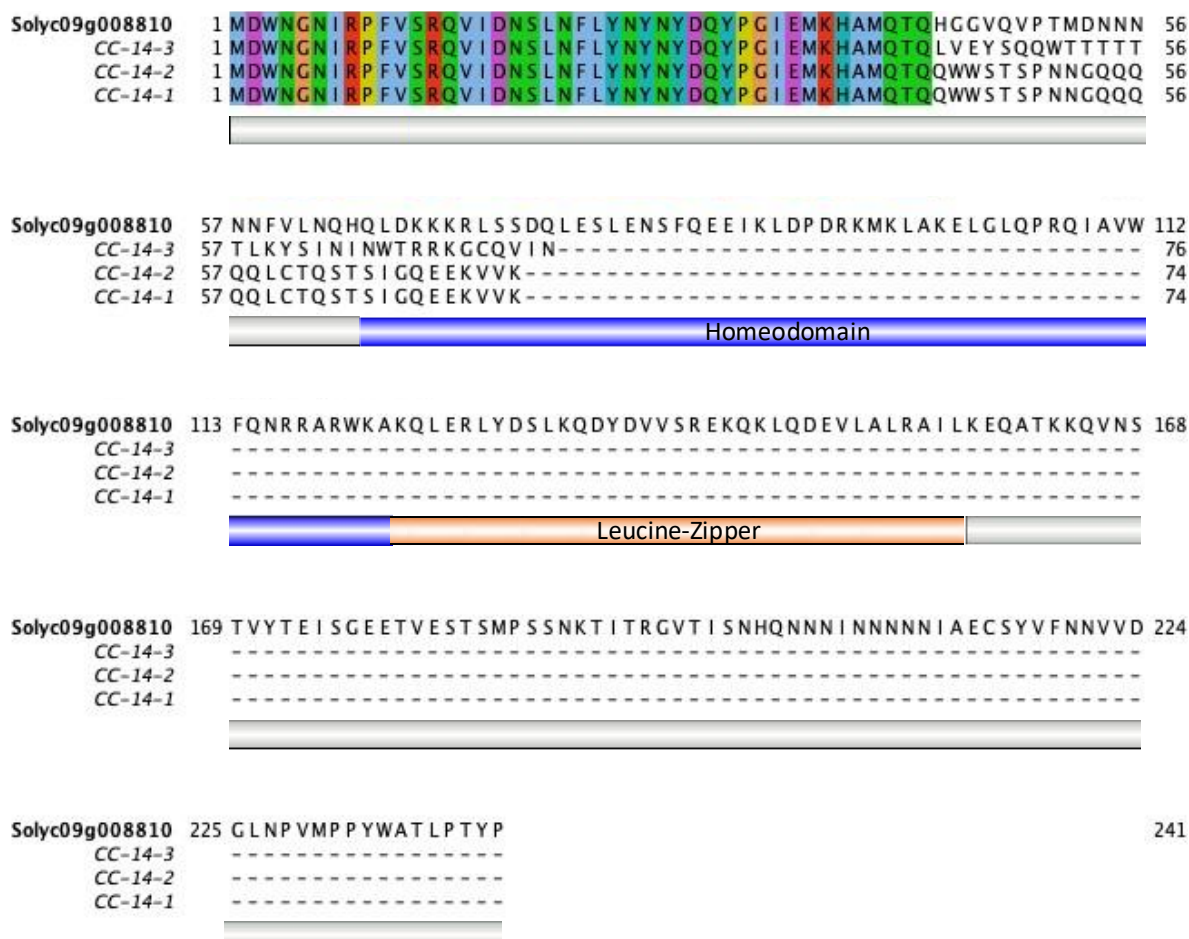 Solyc09g008810 1 MDWNGNIRPFVSRQVIDNSLNFLYNYNYDQYPGIEMKHAMQTQHGGVQVPTMDNNN 56
CC-14-3 1 MDWNGNIRPFVSRQVIDNSLNFLYNYNYDQYPGIEMKHAMQTQLVEYSQQWTTTTT 56
CC-14-2 1 MDWNGNIRPFVSRQVIDNSLNFLYNYNYDQYPGIEMKHAMQTQQWWSTSPNNGQQQ 56
CC-14-1 1 MDWNGNIRPFVSRQVIDNSLNFLYNYNYDQYPGIEMKHAMQTQQWWSTSPNNGQQQ 56
Solyc09g008810 57 NNFVLNQHQLDKKKRLSSDQLESLENSFQEEIKLDPDRKMKLAKELGLQPRQIAVW 112
CC-14-3 57 TLKYSININWTRRKGCQVIN------------------------------------ 76
CC-14-2 57 QQLCTQSTSIGQEEKVVK-------------------------------------- 74
CC-14-1 57 QQLCTQSTSIGQEEKVVK-------------------------------------- 74
Homeodomain
Solyc09g008810 113 FQNRRARWKAKQLERLYDSLKQDYDVVSREKQKLQDEVLALRAILKEQATKKQVNS 168
CC-14-3 --------------------------------------------------------
CC-14-2 --------------------------------------------------------
CC-14-1 --------------------------------------------------------
Leucine-Zipper
Solyc09g008810 169 TVYTEISGEETVESTSMPSSNKTITRGVTISNHQNNNINNNNNIAECSYVFNNVVD 224
CC-14-3 --------------------------------------------------------
CC-14-2 --------------------------------------------------------
CC-14-1 --------------------------------------------------------
Solyc09g008810 225 GLNPVMPPYWATLPTYP 241
CC-14-3 -----------------
CC-14-2 -----------------
CC-14-1 -----------------